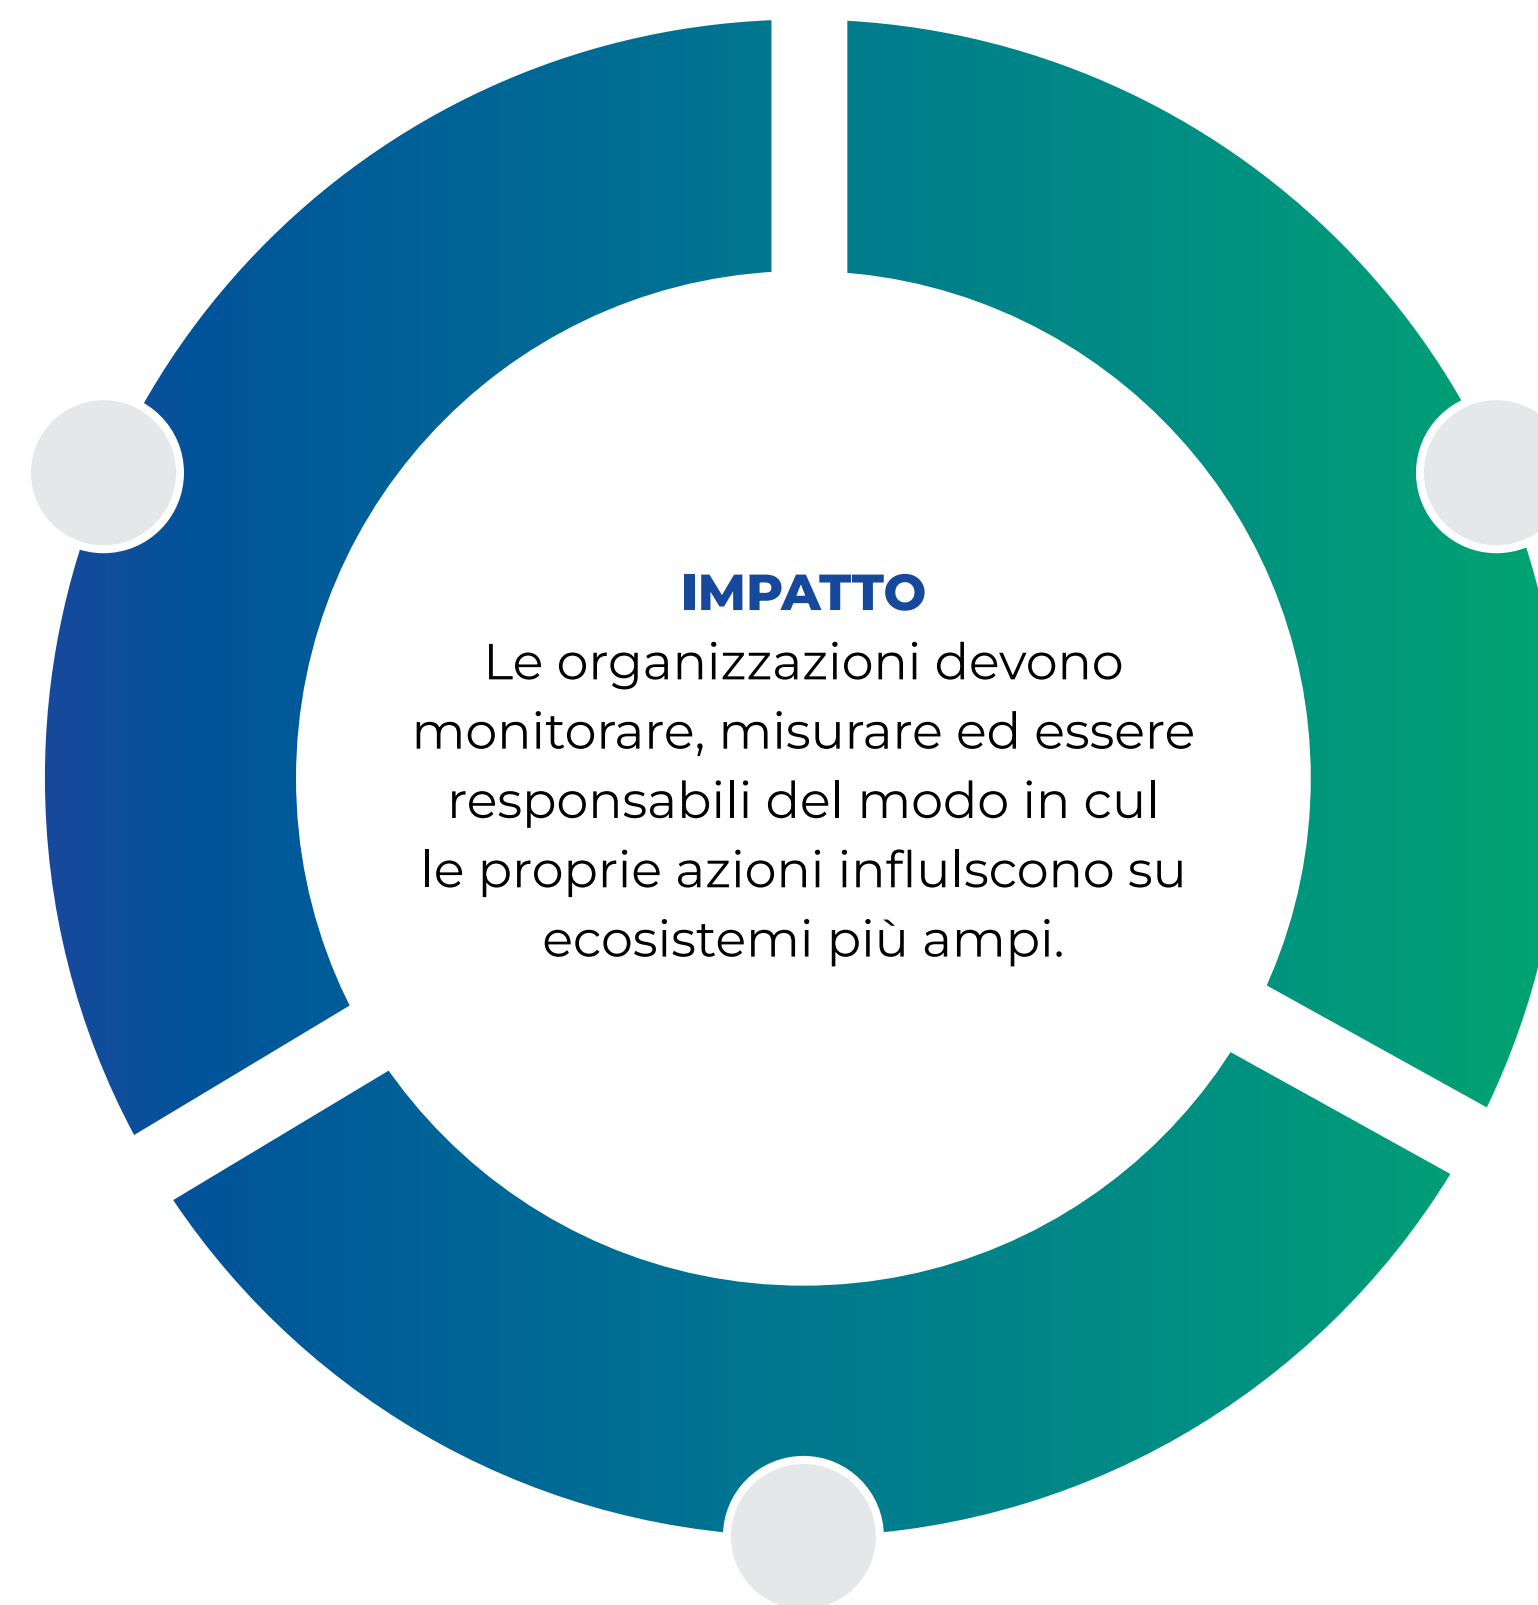 IMPATTO
Le organizzazioni devono
monitorare, misurare ed essere
responsabili del modo in cul
le proprie azioni influlscono su
ecosistemi più ampi.